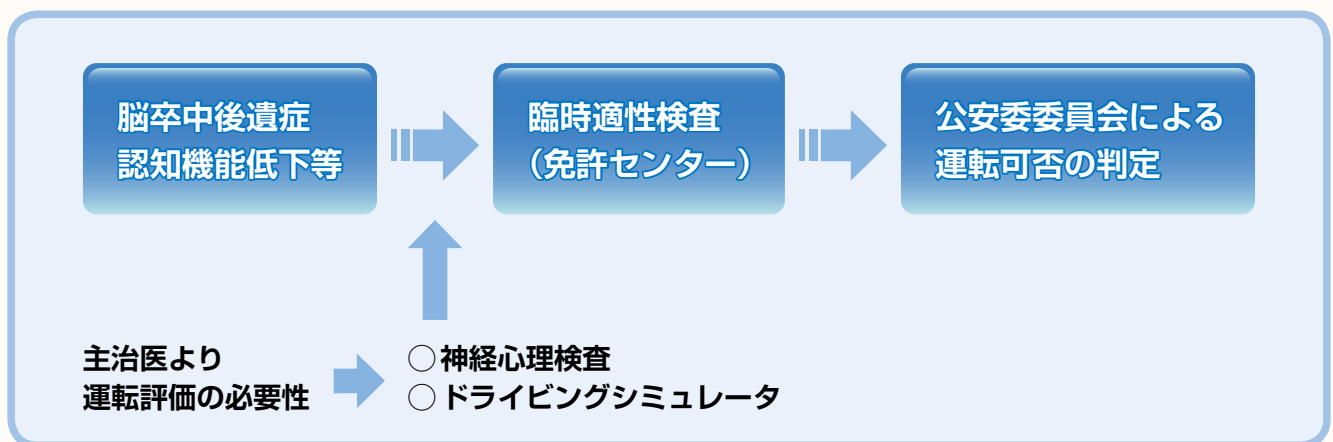 脳卒中後遺症
認知機能低下等
臨時適性検査
（免許センター）
公安委委員会による
運転可否の判定
主治医より
運転評価の必要性
○神経心理検査
○ドライビングシミュレータ